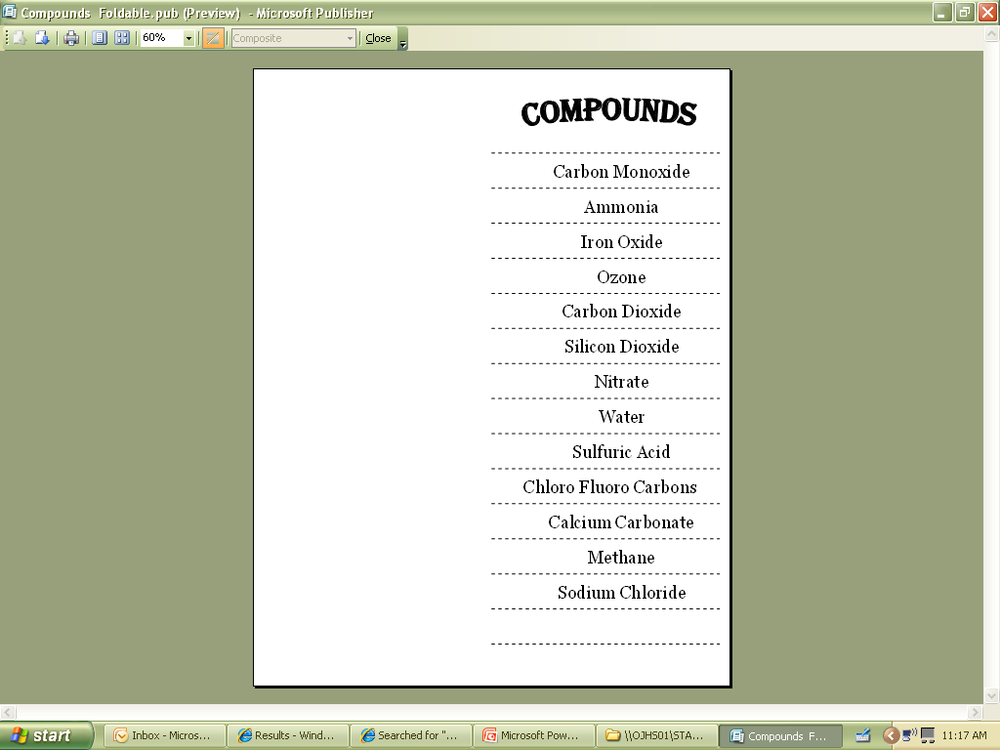 Compounds Foldable.pub (Preview) - Microsoft Publisher
60% Composite Close
COMPOUNDS
Carbon Monoxide
Ammonia
Iron Oxide
Ozone
Carbon Dioxide
Silicon Dioxide
Nitrate
Water
Sulfuric Acid
Chloro Fluoro Carbons
Calcium Carbonate
Methane
Sodium Chloride
start Inbox - Micros... Results - Wind... Searched for "... Microsoft Pow... \\OJHS01\STA... Compounds F... 11:17 AM